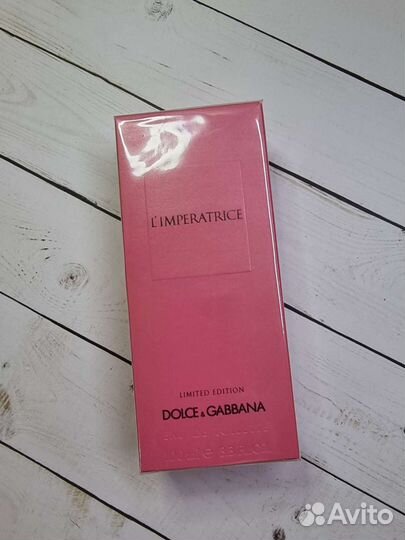 L'IMPERATRICE
LIMITED EDITION
DOLCE & GABBANA
Avito